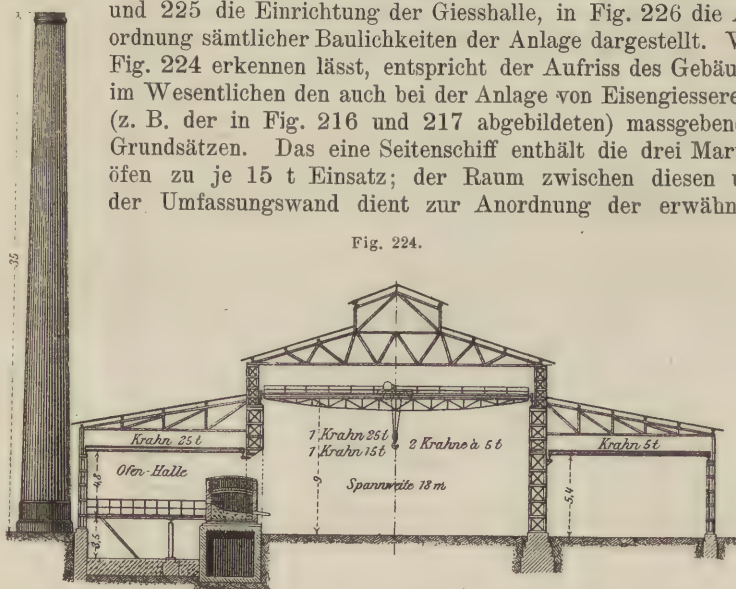 und 225 die Einrichtung der Giesshalle, in Fig. 226 die
ordnung sämtlicher Baulichkeiten der Anlage dargestellt.
Fig. 224 erkennen lässt, entspricht der Aufriss des Gebäu
im Wesentlichen den auch bei der Anlage von Eisengiessere
(z. B. der in Fig. 216 und 217 abgebildeten) massgeben
Grundsätzen. Das eine Seitenschiff enthält die drei Mar
öfen zu je 15 t Einsatz; der Raum zwischen diesen u
der Umfassungswand dient zur Anordnung der erwähn
Fig. 224.
35
Krahn 25 t
1 Krahn 25 t
1 Krahn 15 t
2 Krahne à 5 t
Krahn 5 t
Ofen-Halle
4,8
9
Spannweite 18 m
5,4